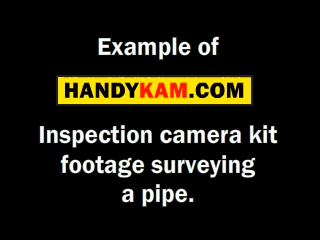 Example of
HANDYKAM.COM
Inspection camera kit
footage surveying
a pipe.